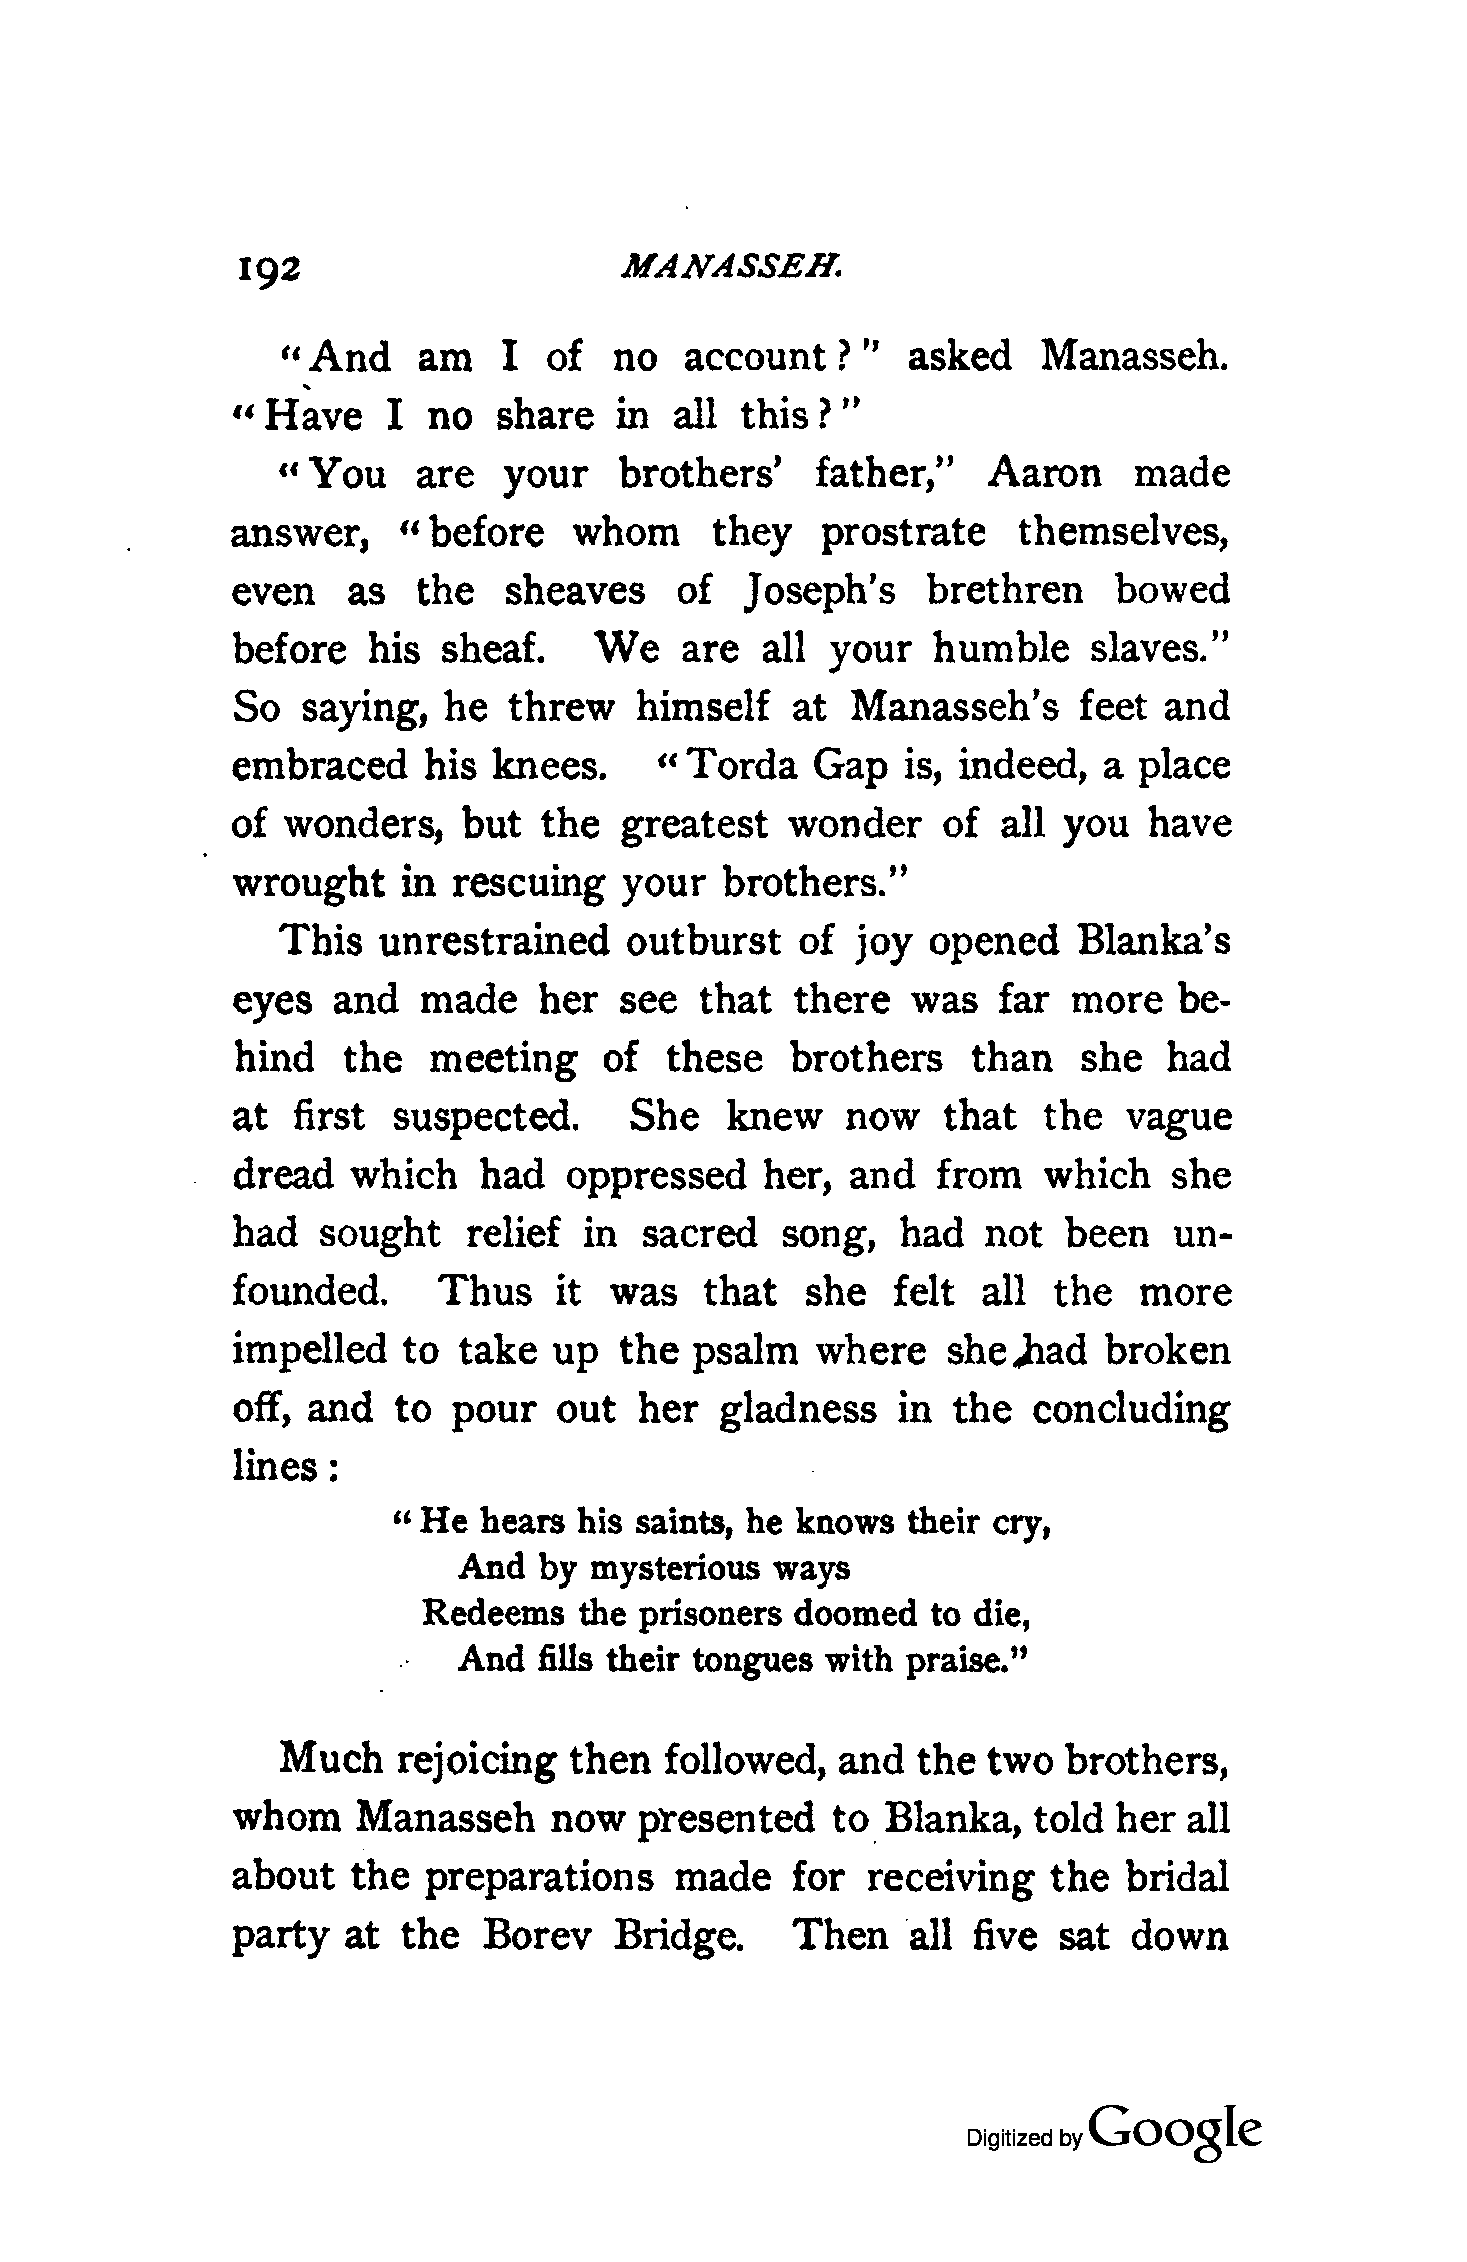 192 MANASSEH.
“And am I of no account?” asked Manasseh.
“Have I no share in all this?”
“You are your brothers’ father,” Aaron made
answer, “before whom they prostrate themselves,
even as the sheaves of Joseph’s brethren bowed
before his sheaf. We are all your humble slaves.”
So saying, he threw himself at Manasseh’s feet and
embraced his knees. “Torda Gap is, indeed, a place
of wonders, but the greatest wonder of all you have
wrought in rescuing your brothers.”
This unrestrained outburst of joy opened Blanka’s
eyes and made her see that there was far more be-
hind the meeting of these brothers than she had
at first suspected. She knew now that the vague
dread which had oppressed her, and from which she
had sought relief in sacred song, had not been un-
founded. Thus it was that she felt all the more
impelled to take up the psalm where she had broken
off, and to pour out her gladness in the concluding
lines:
“He hears his saints, he knows their cry,
And by mysterious ways
Redeems the prisoners doomed to die,
And fills their tongues with praise.”
Much rejoicing then followed, and the two brothers,
whom Manasseh now presented to Blanka, told her all
about the preparations made for receiving the bridal
party at the Borev Bridge. Then all five sat down
Digitized by Google